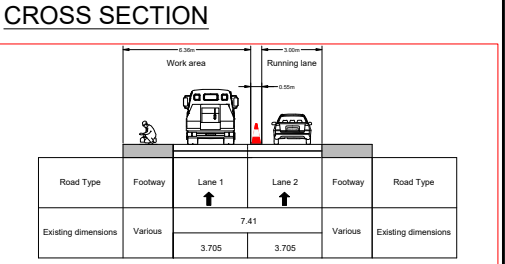 CROSS SECTION
6.36m 3.00m
Work area Running lane
0.55m
Road Type Footway Lane 1 Lane 2 Footway Road Type
7.41
Existing dimensions Various Various Existing dimensions
3.705 3.705